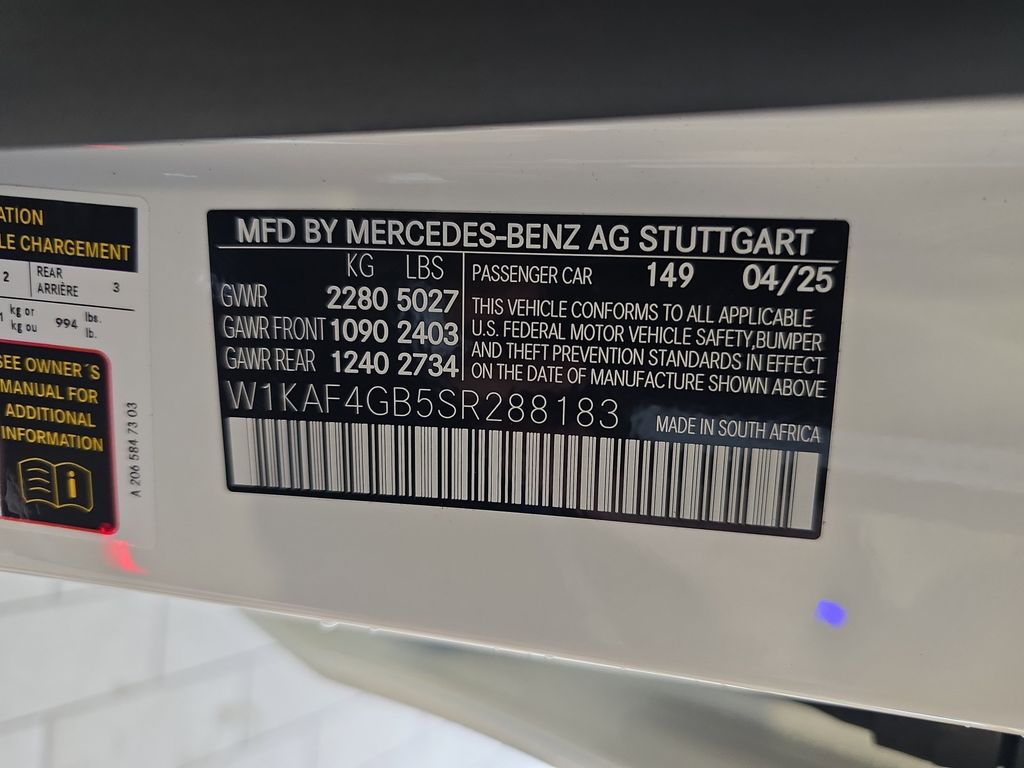 ATION
LE CHARGEMENT
2 REAR ARRIÈRE 3
kg or kg ou 994 lbs. lb.
SEE OWNER´S
MANUAL FOR
ADDITIONAL
INFORMATION
i
A 206 584 73 03
MFD BY MERCEDES-BENZ AG STUTTGART
KG LBS
GVWR 2280 5027
GAWR FRONT 1090 2403
GAWR REAR 1240 2734
PASSENGER CAR 149 04/25
THIS VEHICLE CONFORMS TO ALL APPLICABLE
U.S. FEDERAL MOTOR VEHICLE SAFETY,BUMPER
AND THEFT PREVENTION STANDARDS IN EFFECT
ON THE DATE OF MANUFACTURE SHOWN ABOVE
W1KAF4GB5SR288183
MADE IN SOUTH AFRICA